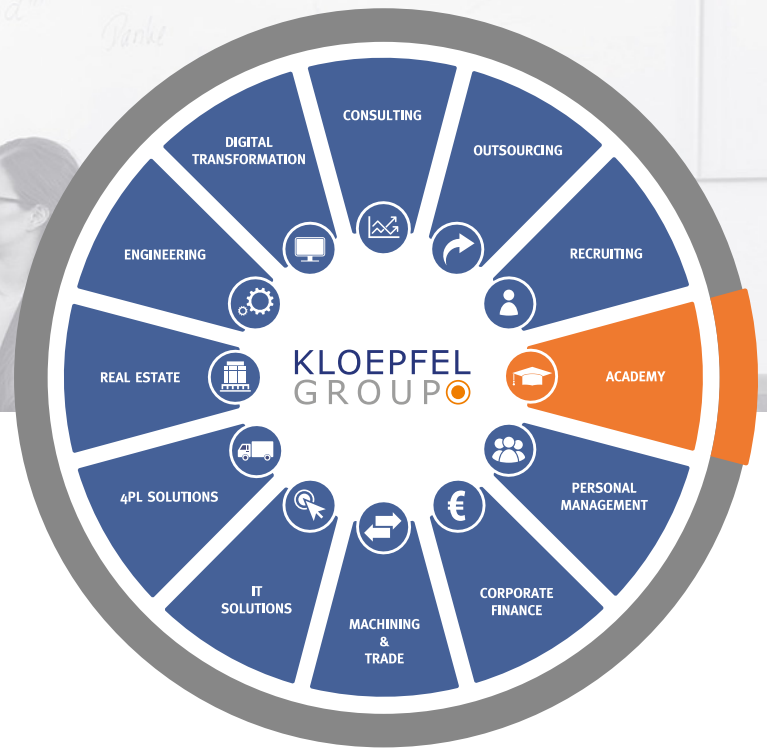 Danke
CONSULTING
OUTSOURCING
RECRUITING
ACADEMY
PERSONAL
MANAGEMENT
CORPORATE
FINANCE
MACHINING
&
TRADE
IT
SOLUTIONS
4PL SOLUTIONS
REAL ESTATE
ENGINEERING
DIGITAL
TRANSFORMATION
KLOEPFEL
GROUP
€